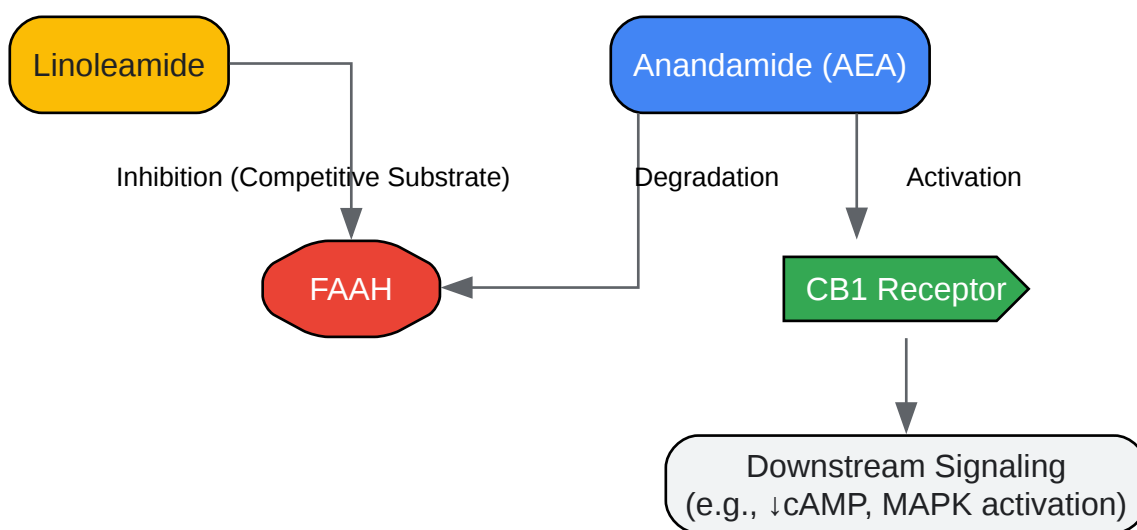 Linoleamide
Anandamide (AEA)
Inhibition (Competitive Substrate)
Degradation
Activation
FAAH
CB1 Receptor
Downstream Signaling
(e.g., ↓cAMP, MAPK activation)